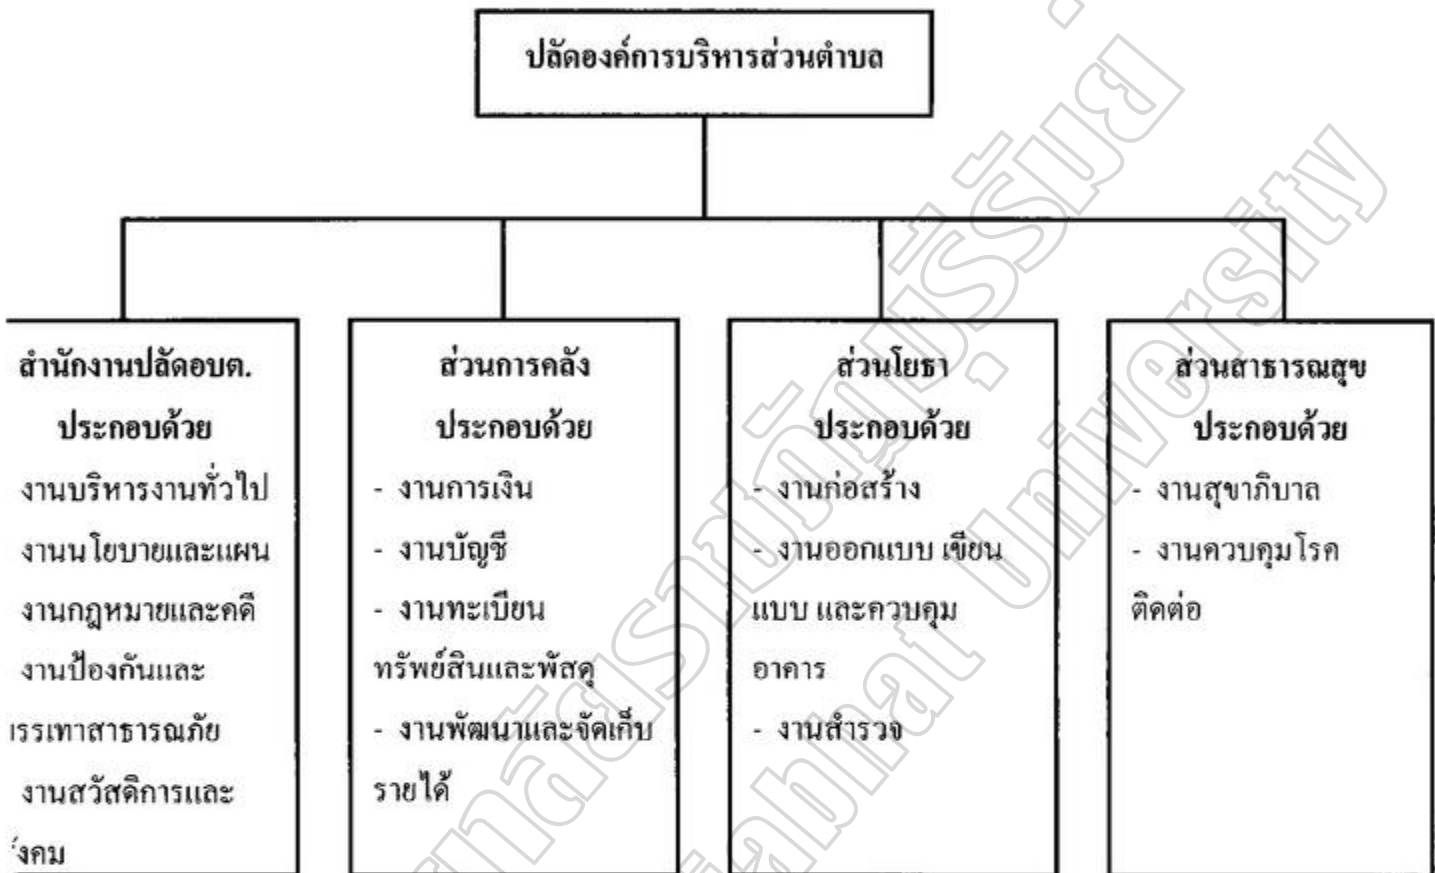 ปลัดองค์การบริหารส่วนตำบล
สำนักงานปลัดอบต.
ประกอบด้วย
งานบริหารงานทั่วไป
งานนโยบายและแผน
งานกฎหมายและคดี
งานป้องกันและ
รรเทาสาธารณภัย
งานสวัสดิการและ
ังคม
ส่วนการคลัง
ประกอบด้วย
- งานการเงิน
- งานบัญชี
- งานทะเบียน
ทรัพย์สินและพัสดุ
- งานพัฒนาและจัดเก็บ
รายได้
ส่วนโยธา
ประกอบด้วย
- งานก่อสร้าง
- งานออกแบบ เขียน
แบบ และควบคุม
อาคาร
- งานสำรวจ
ส่วนสาธารณสุข
ประกอบด้วย
- งานสุขาภิบาล
- งานควบคุมโรค
ติดต่อ